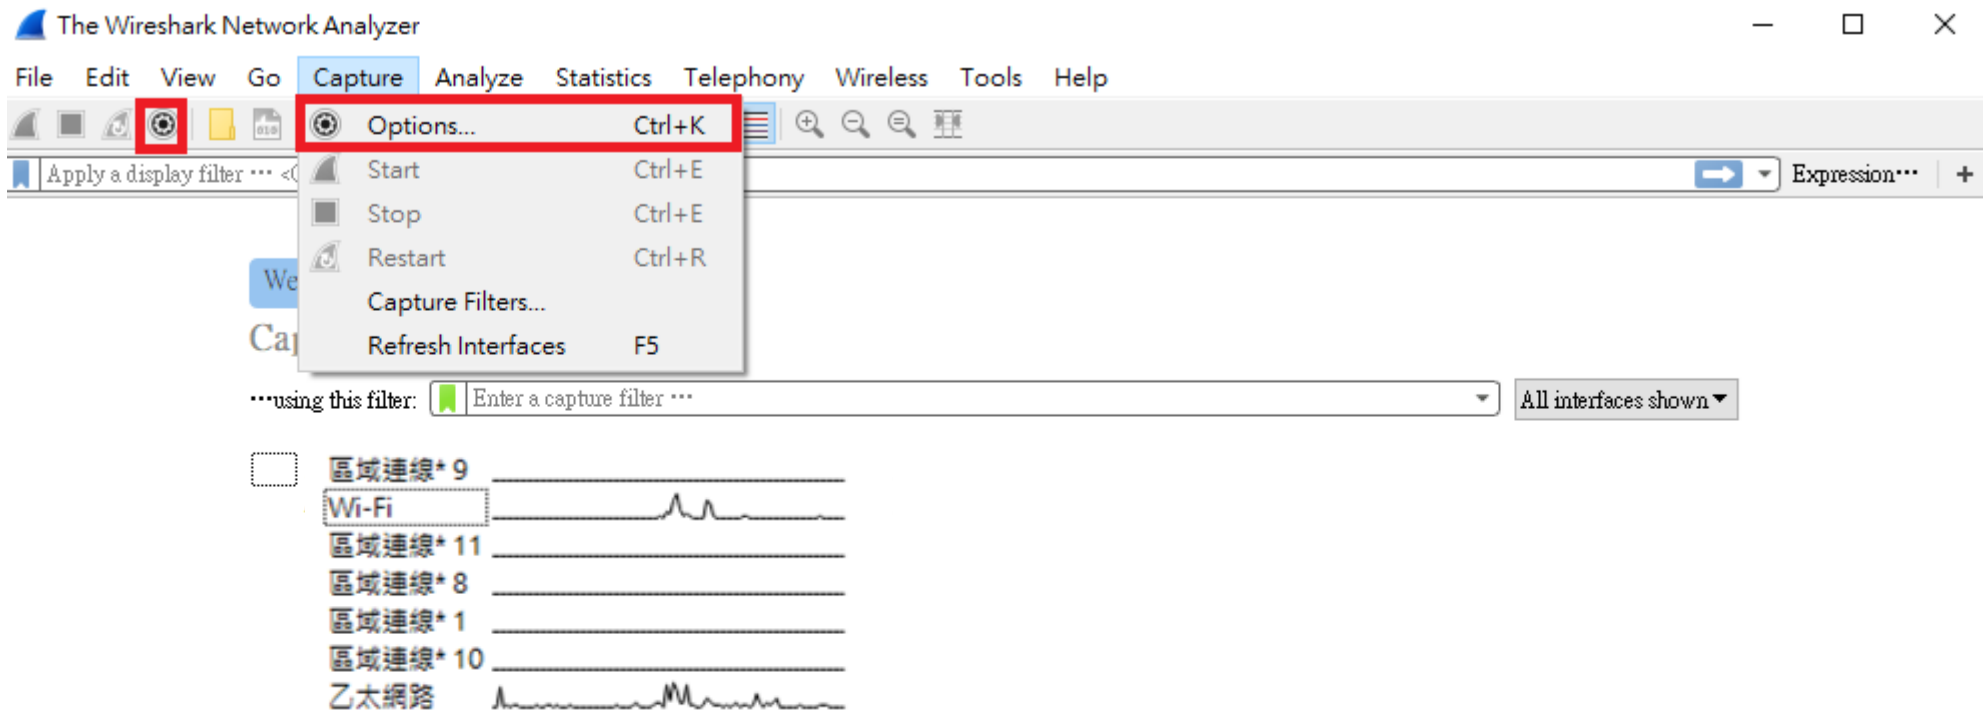 The Wireshark Network Analyzer
File Edit View Go Capture Analyze Statistics Telephony Wireless Tools Help
Options... Ctrl+K
Apply a display filter ··· <C
Expression··· +
Start Ctrl+E
Stop Ctrl+E
Restart Ctrl+R
We
Capture Filters...
Cap
Refresh Interfaces F5
···using this filter: Enter a capture filter ··· All interfaces shown
區域連線* 9
Wi-Fi
區域連線* 11
區域連線* 8
區域連線* 1
區域連線* 10
乙太網路